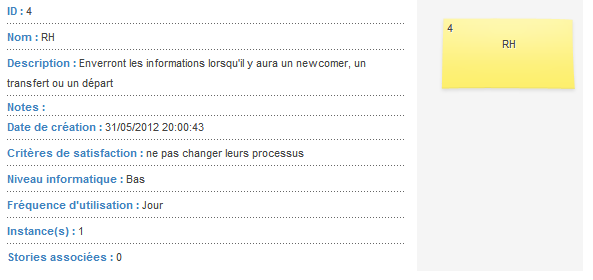 ID : 4
Nom : RH
Description : Enverront les informations lorsqu'il y aura un newcomer, un
transfert ou un départ
Notes :
Date de création : 31/05/2012 20:00:43
Critères de satisfaction : ne pas changer leurs processus
Niveau informatique : Bas
Fréquence d'utilisation : Jour
Instance(s) : 1
Stories associées : 0
4
RH